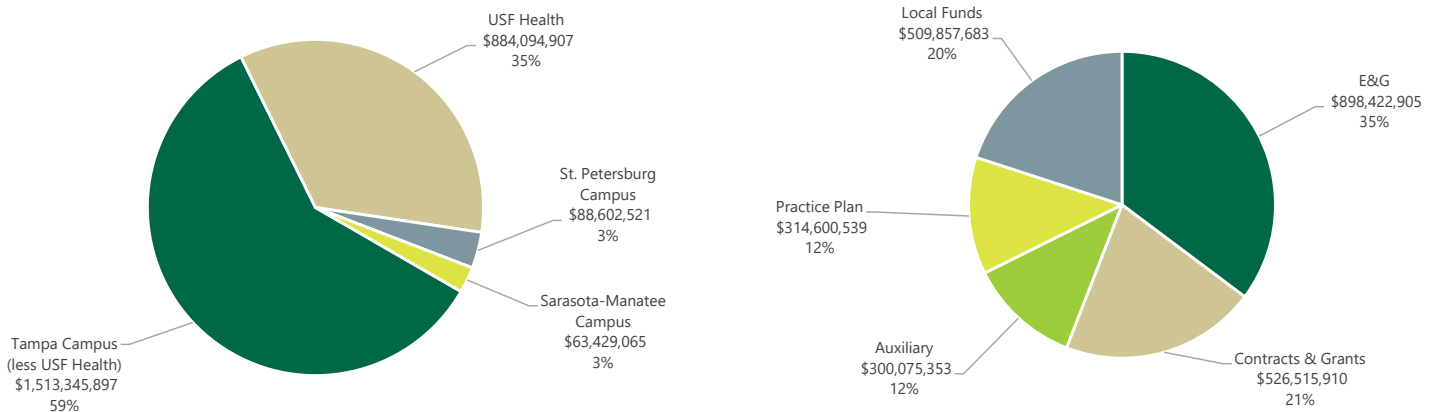 USF Health
$884,094,907
35%
St. Petersburg
Campus
$88,602,521
3%
Sarasota-Manatee
Campus
$63,429,065
3%
Tampa Campus
(less USF Health)
$1,513,345,897
59%
Local Funds
$509,857,683
20%
E&G
$898,422,905
35%
Practice Plan
$314,600,539
12%
Auxiliary
$300,075,353
12%
Contracts & Grants
$526,515,910
21%